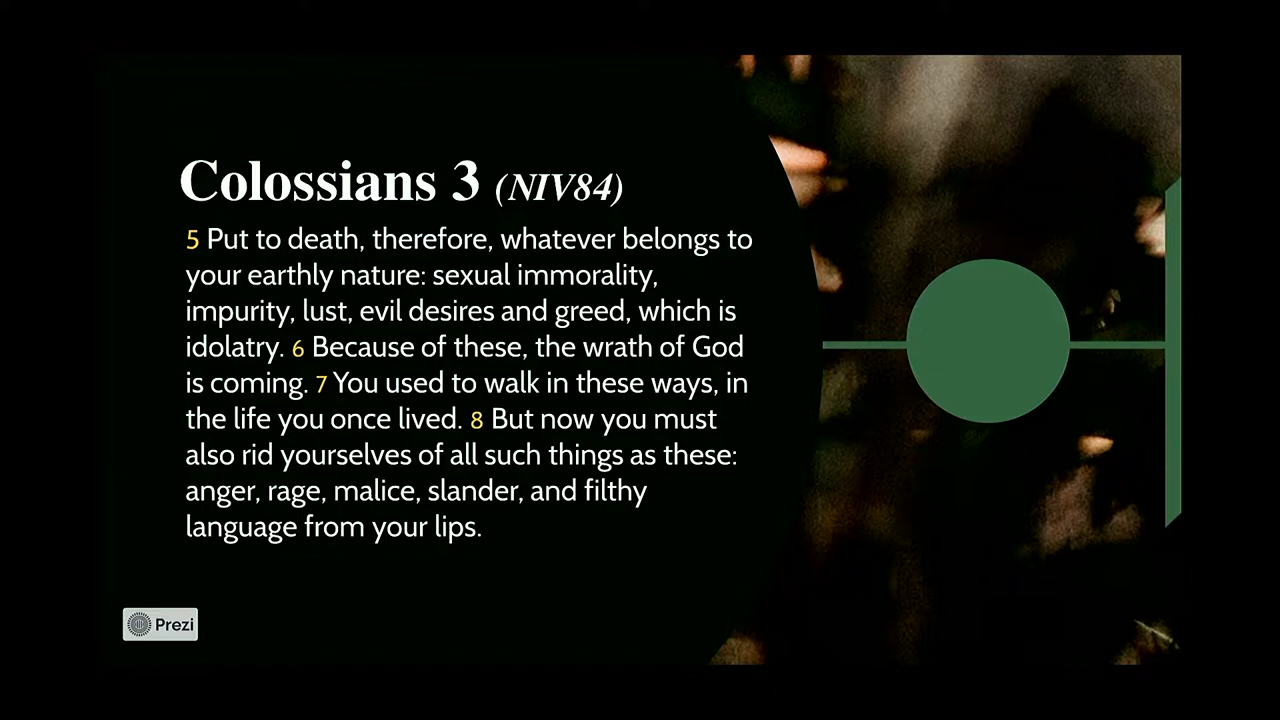 Colossians 3 (NIV84)
5 Put to death, therefore, whatever belongs to
your earthly nature: sexual immorality,
impurity, lust, evil desires and greed, which is
idolatry. 6 Because of these, the wrath of God
is coming. 7 You used to walk in these ways, in
the life you once lived. 8 But now you must
also rid yourselves of all such things as these:
anger, rage, malice, slander, and filthy
language from your lips.
Prezi